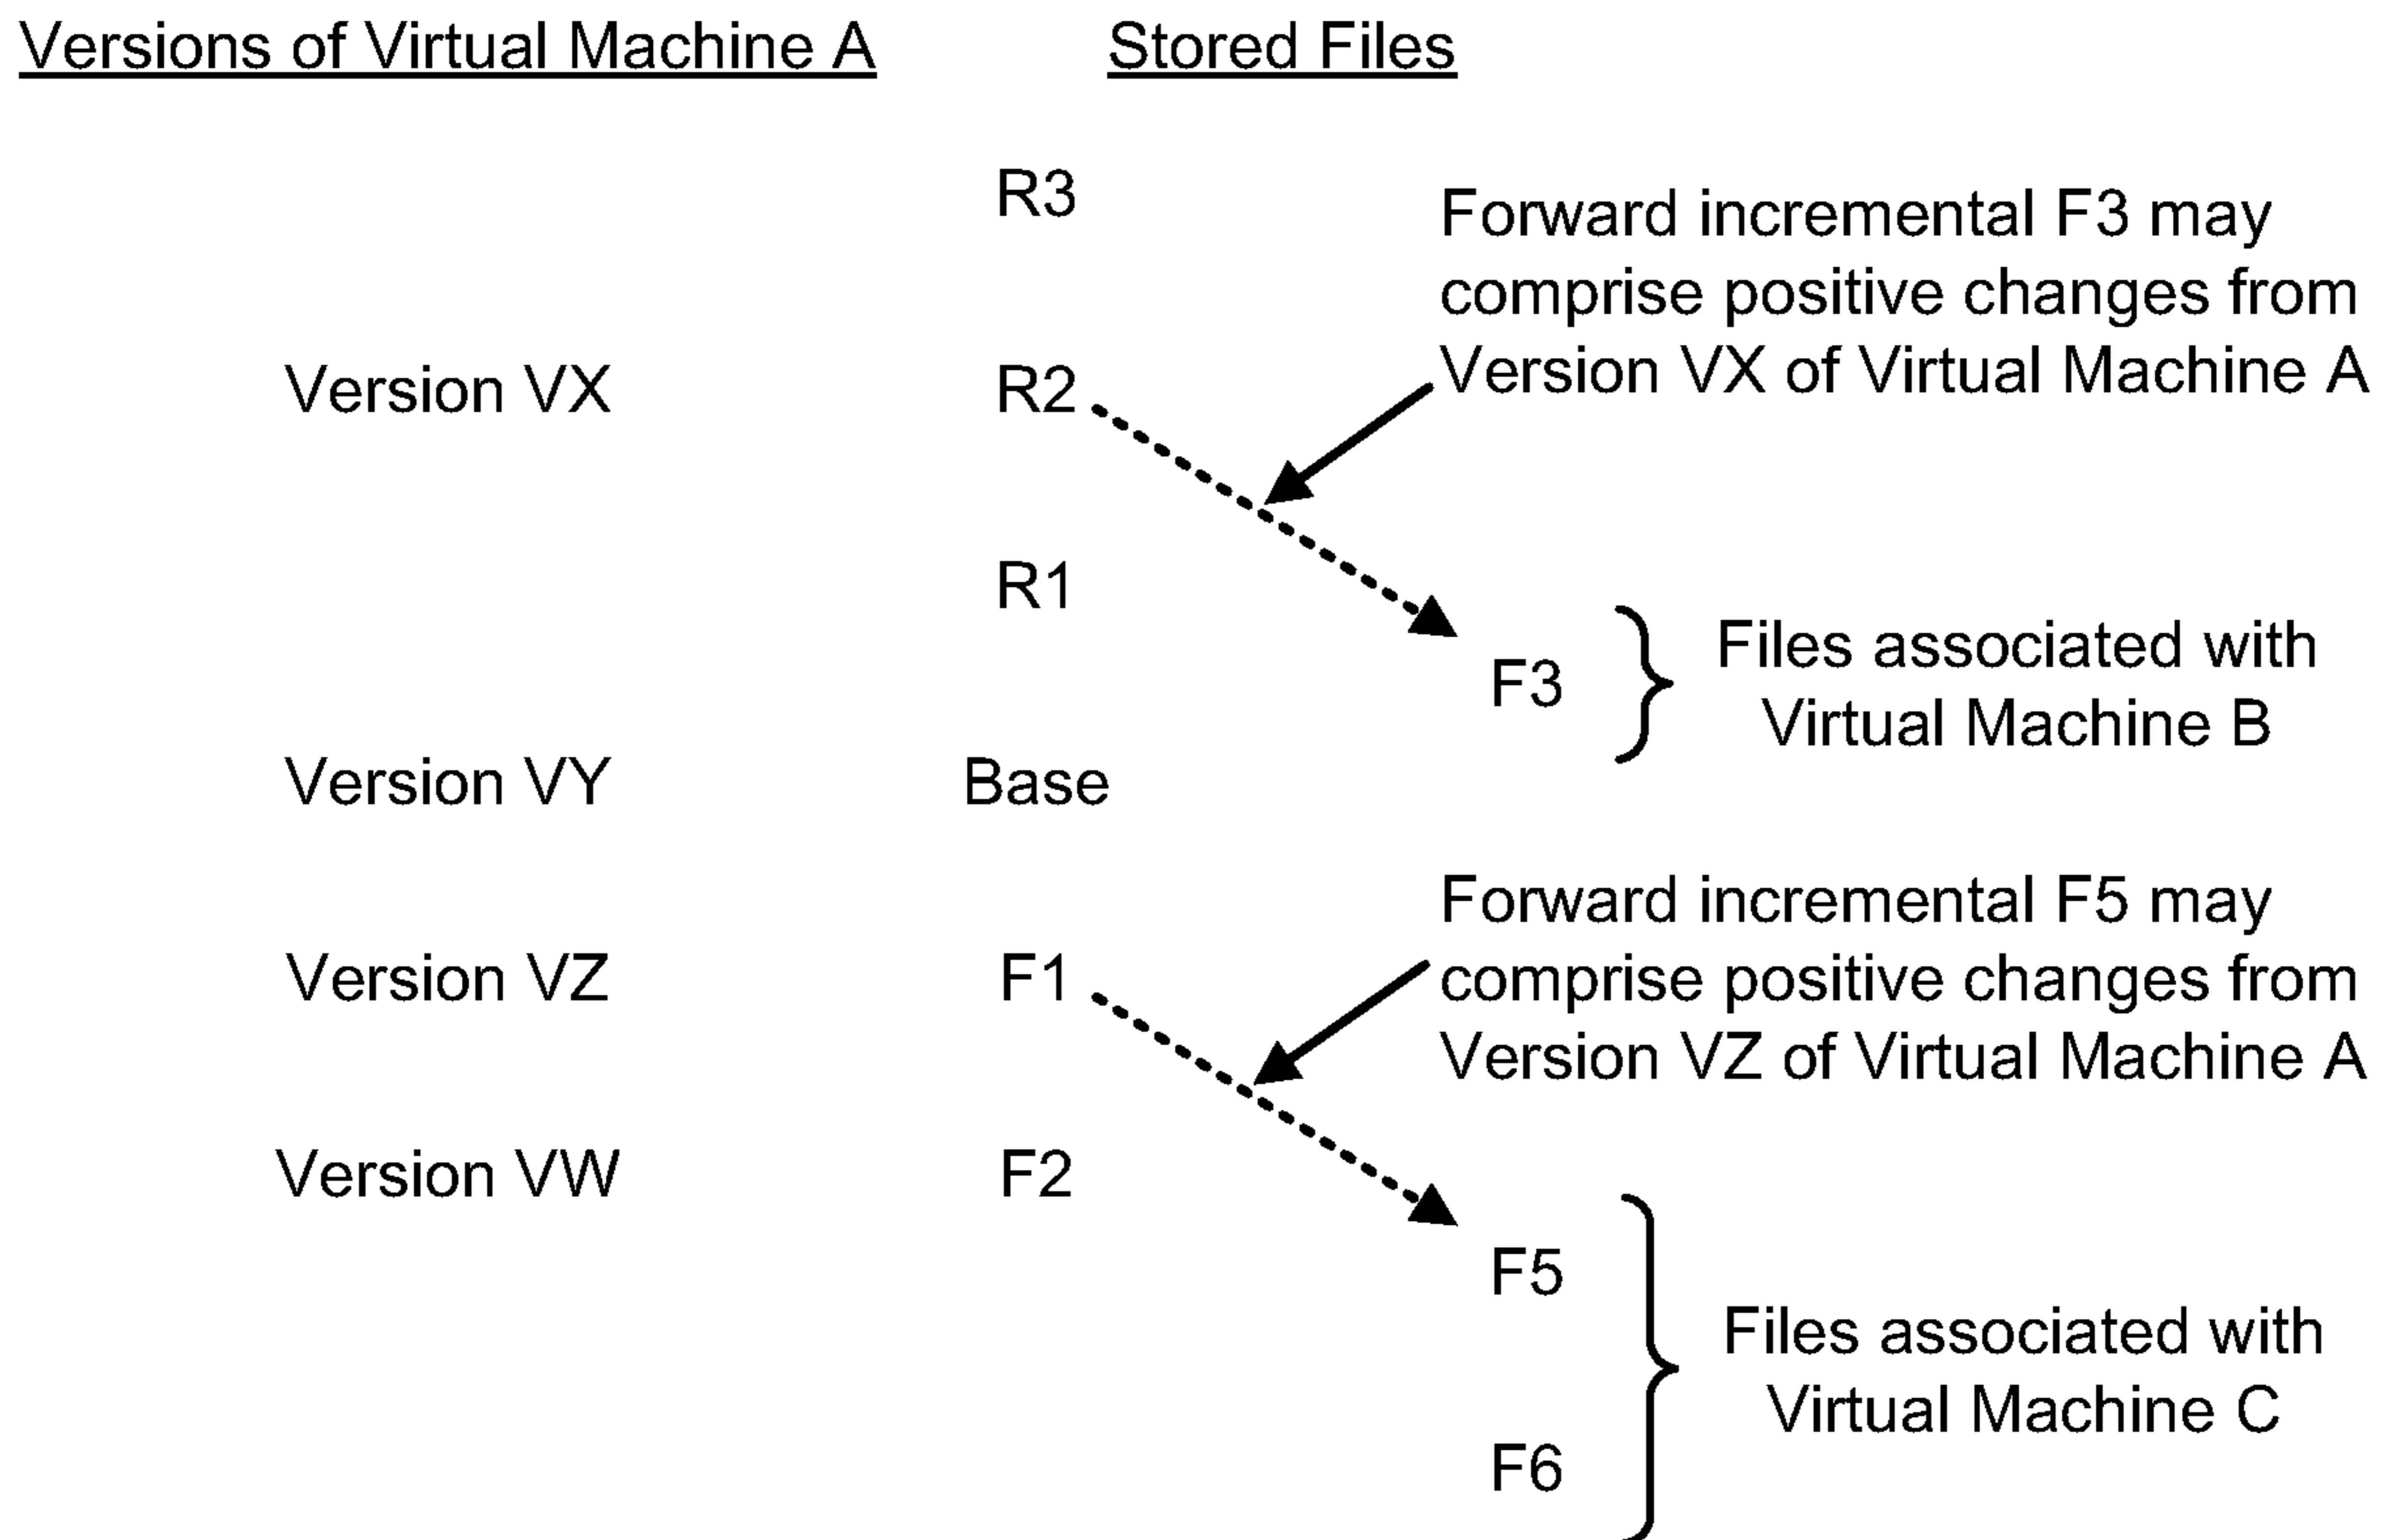 Versions of Virtual Machine A
Stored Files
R3
Forward incremental F3 may
comprise positive changes from
Version VX of Virtual Machine A
Version VX
R2
R1
F3
Files associated with
Virtual Machine B
Version VY
Base
Forward incremental F5 may
comprise positive changes from
Version VZ of Virtual Machine A
Version VZ
F1
Version VW
F2
F5
Files associated with
Virtual Machine C
F6